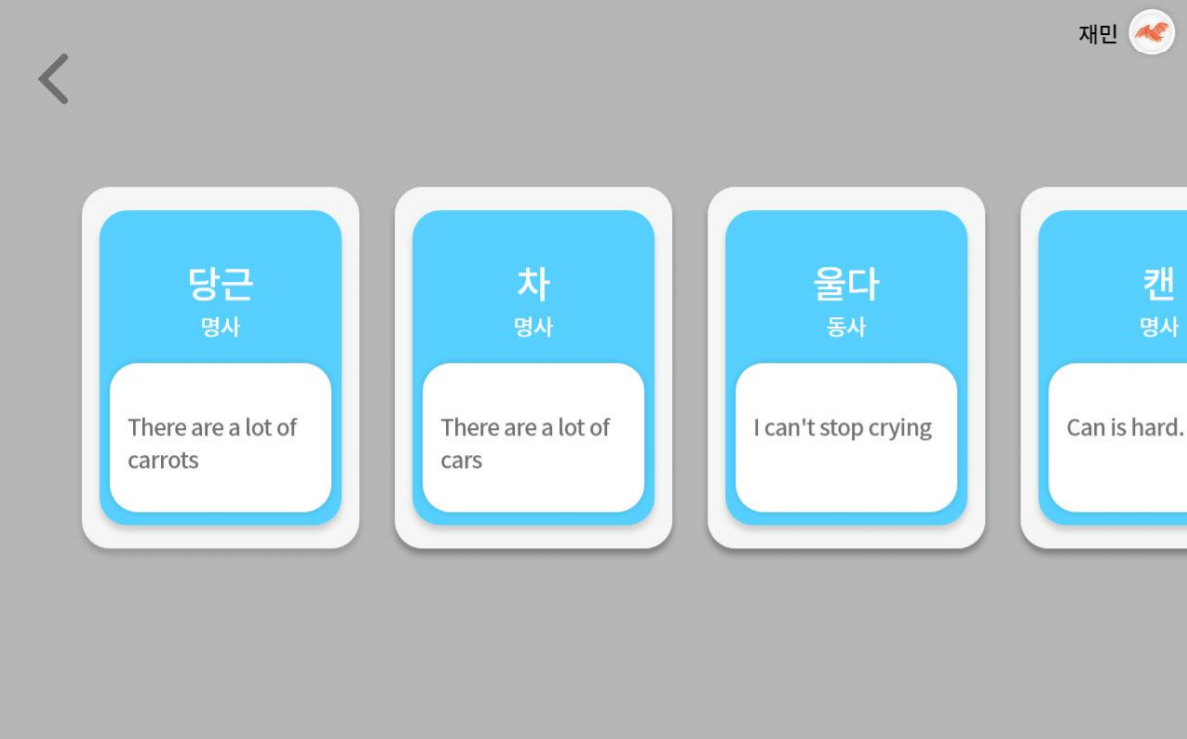 재민
당근
명사
There are a lot of
carrots
차
명사
There are a lot of
cars
울다
동사
I can't stop crying
캔
명사
Can is hard.